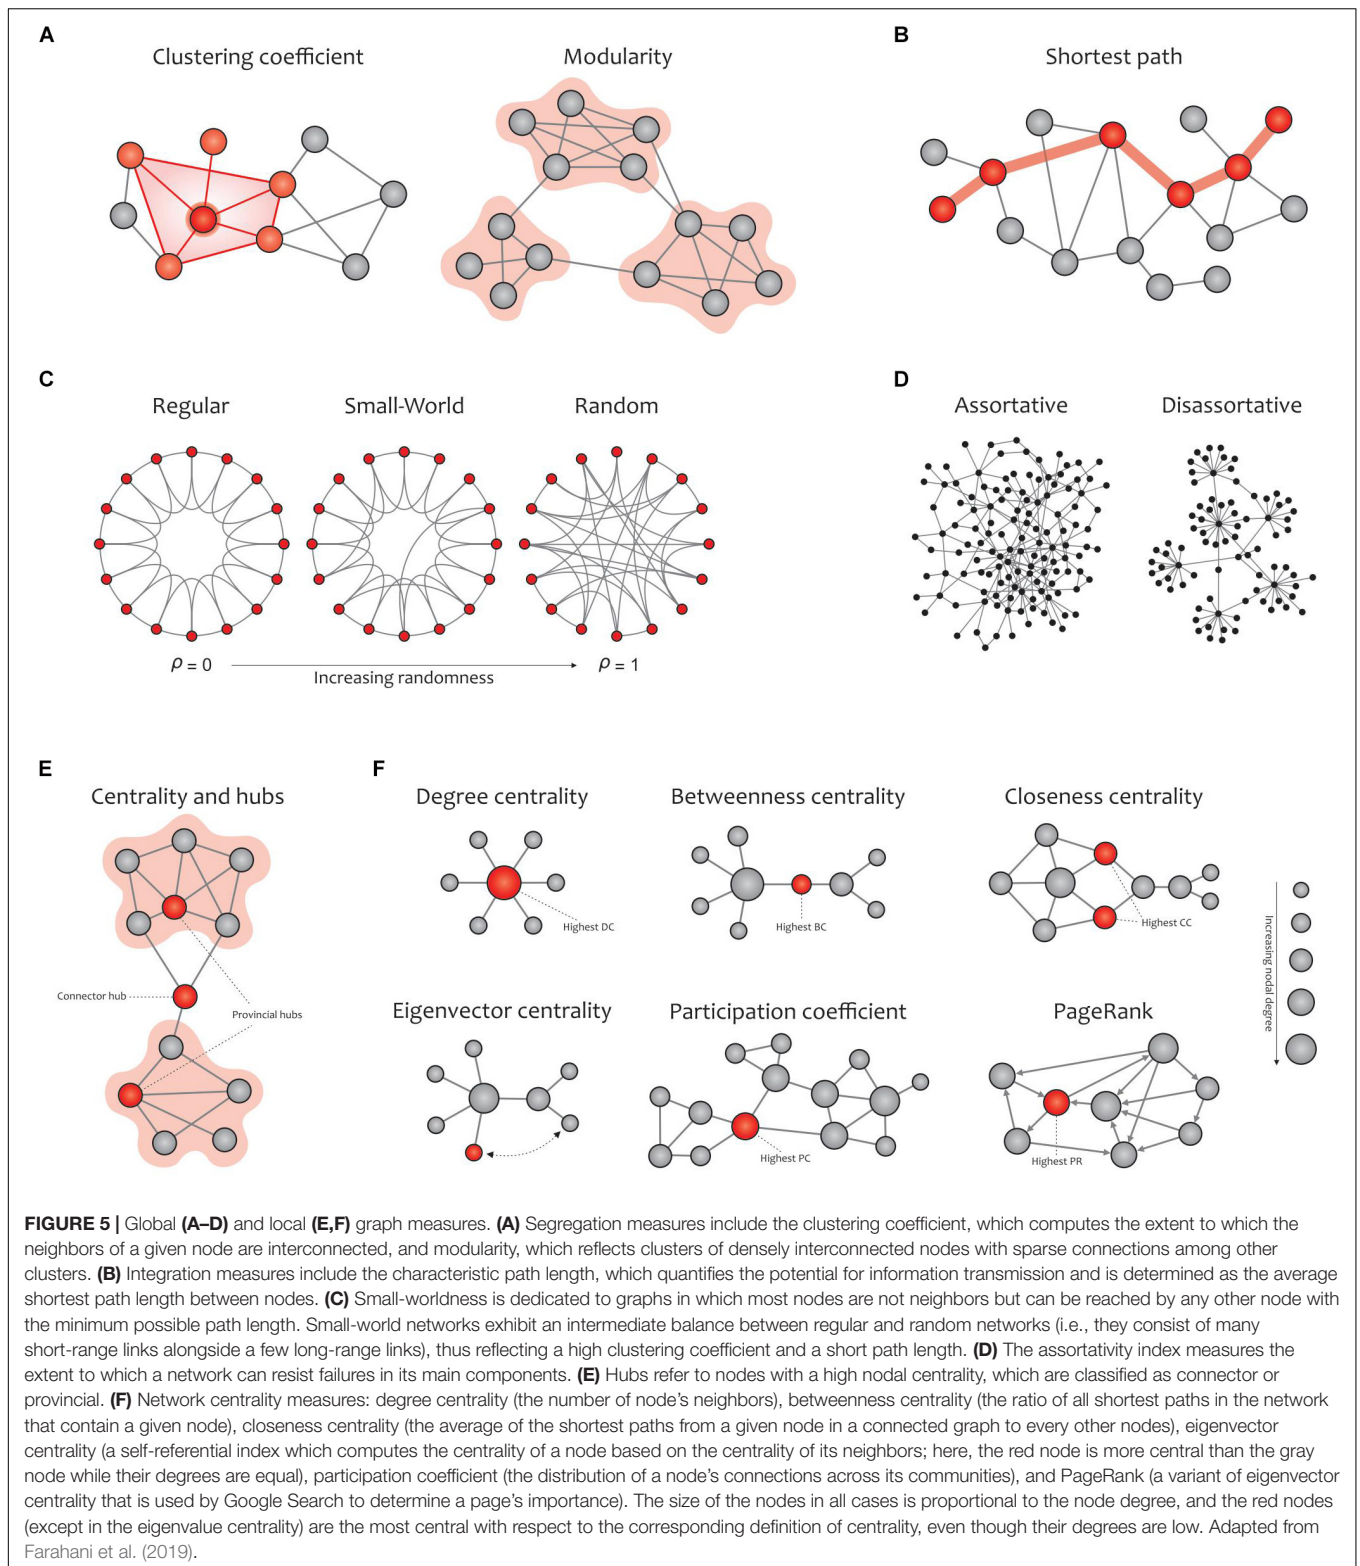 A
Clustering coefficient
Modularity
B
Shortest path
C
Regular
Small-World
Random
ρ = 0
Increasing randomness
ρ = 1
D
Assortative
Disassortative
E
Centrality and hubs
Connector hub
Provincial hubs
F
Degree centrality
Highest DC
Betweenness centrality
Highest BC
Closeness centrality
Highest CC
Increasing nodal degree
Eigenvector centrality
Participation coefficient
Highest PC
PageRank
Highest PR
FIGURE 5 | Global (A–D) and local (E,F) graph measures. (A) Segregation measures include the clustering coefficient, which computes the extent to which the
neighbors of a given node are interconnected, and modularity, which reflects clusters of densely interconnected nodes with sparse connections among other
clusters. (B) Integration measures include the characteristic path length, which quantifies the potential for information transmission and is determined as the average
shortest path length between nodes. (C) Small-worldness is dedicated to graphs in which most nodes are not neighbors but can be reached by any other node with
the minimum possible path length. Small-world networks exhibit an intermediate balance between regular and random networks (i.e., they consist of many
short-range links alongside a few long-range links), thus reflecting a high clustering coefficient and a short path length. (D) The assortativity index measures the
extent to which a network can resist failures in its main components. (E) Hubs refer to nodes with a high nodal centrality, which are classified as connector or
provincial. (F) Network centrality measures: degree centrality (the number of node's neighbors), betweenness centrality (the ratio of all shortest paths in the network
that contain a given node), closeness centrality (the average of the shortest paths from a given node in a connected graph to every other nodes), eigenvector
centrality (a self-referential index which computes the centrality of a node based on the centrality of its neighbors; here, the red node is more central than the gray
node while their degrees are equal), participation coefficient (the distribution of a node's connections across its communities), and PageRank (a variant of eigenvector
centrality that is used by Google Search to determine a page's importance). The size of the nodes in all cases is proportional to the node degree, and the red nodes
(except in the eigenvalue centrality) are the most central with respect to the corresponding definition of centrality, even though their degrees are low. Adapted from
Farahani et al. (2019).